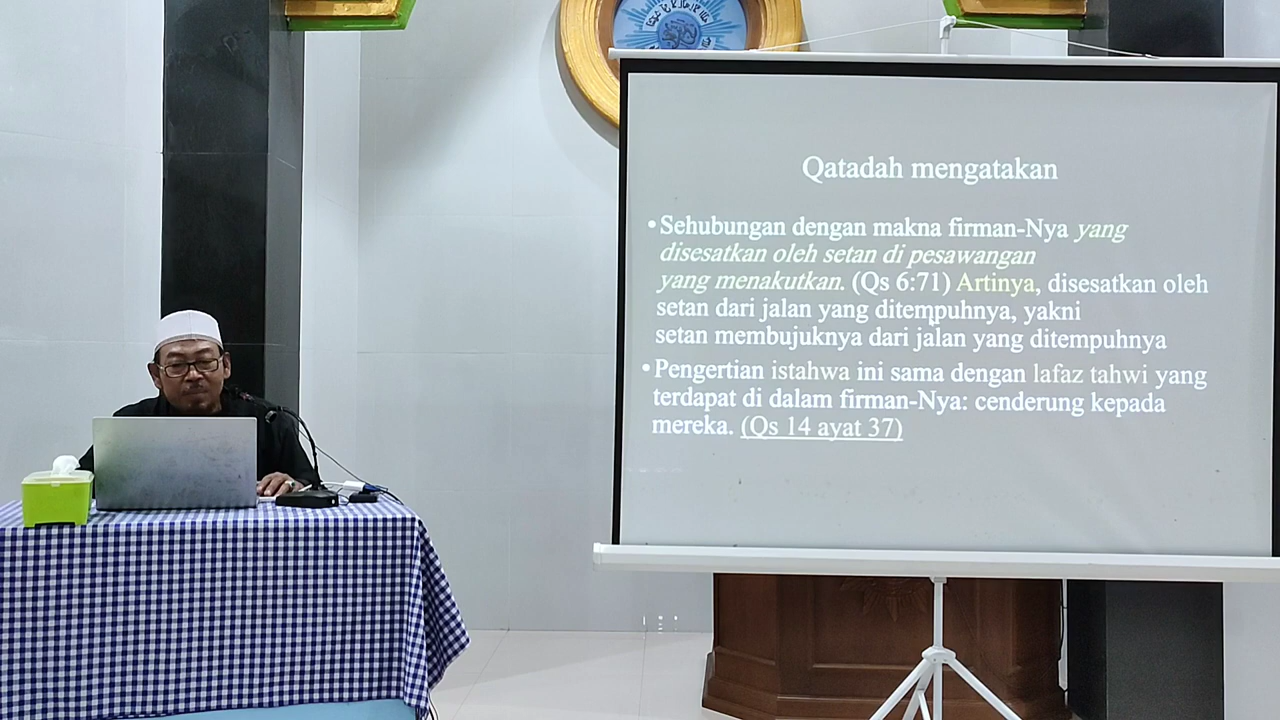 Qatadah mengatakan
•Sehubungan dengan makna firman-Nya yang
disesatkan oleh setan di pesawangan
yang menakutkan. (Qs 6:71) Artinya, disesatkan oleh
setan dari jalan yang ditempuhnya, yakni
setan membujuknya dari jalan yang ditempuhnya
•Pengertian istahwa ini sama dengan lafaz tahwi yang
terdapat di dalam firman-Nya: cenderung kepada
mereka. (Qs 14 ayat 37)